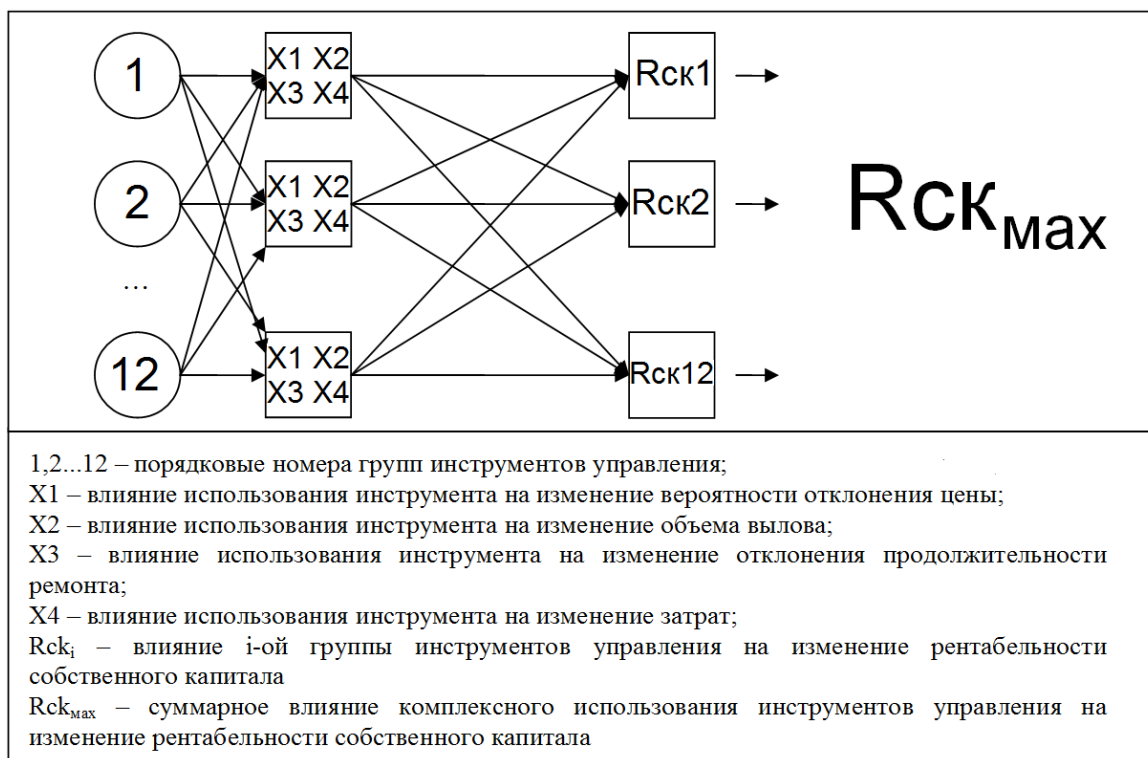 1
X1 X2
X3 X4
Rск1
2
X1 X2
X3 X4
Rск2
Rск мах
...
12
X1 X2
X3 X4
Rск12
1,2...12 – порядковые номера групп инструментов управления;
X1 – влияние использования инструмента на изменение вероятности отклонения цены;
X2 – влияние использования инструмента на изменение объема вылова;
X3 – влияние использования инструмента на изменение отклонения продолжительности
ремонта;
X4 – влияние использования инструмента на изменение затрат;
Rckᵢ – влияние i-ой группы инструментов управления на изменение рентабельности
собственного капитала
Rck мах – суммарное влияние комплексного использования инструментов управления на
изменение рентабельности собственного капитала